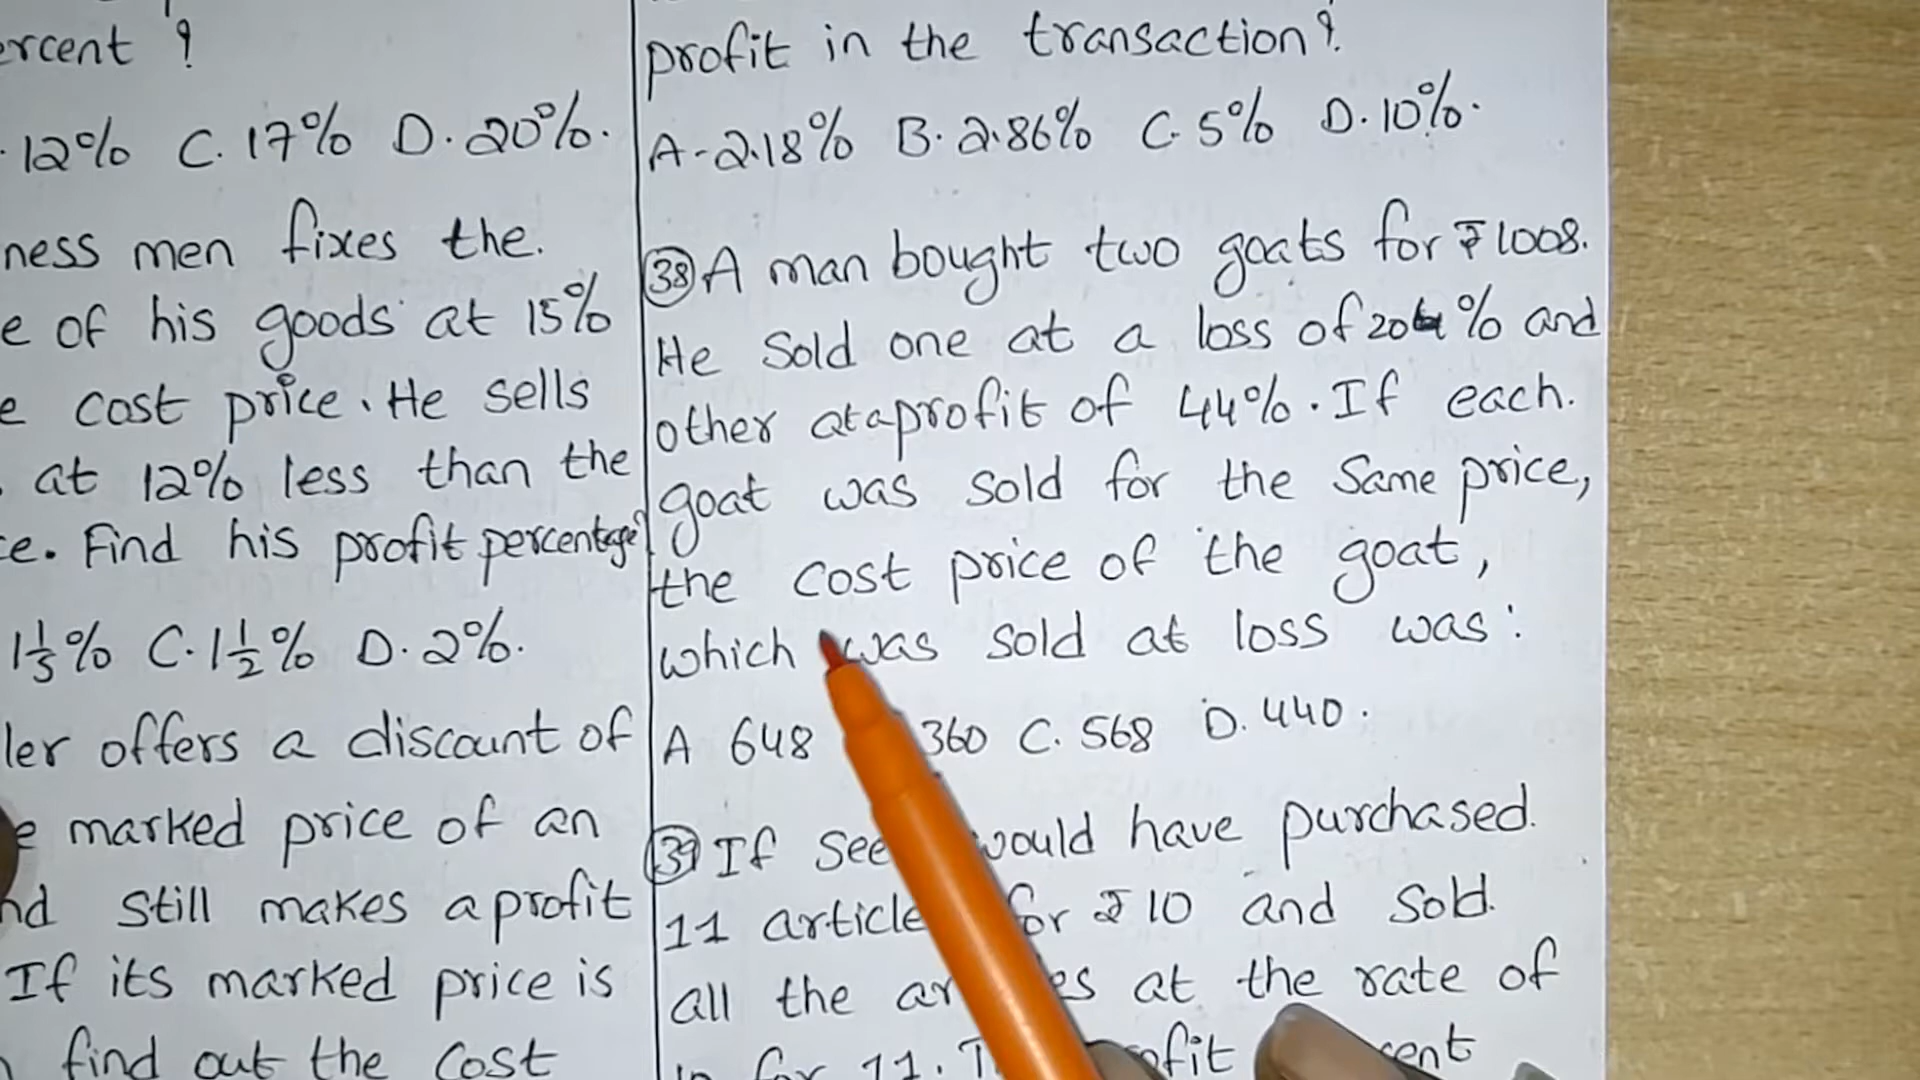 ercent ?
12% C. 17% D. 20%.
ness men fixes the.
e of his goods at 15%
e cost price. He sells
at 12% less than the
ce. Find his profit percentage?
1 1/3% C. 1 1/2% D. 2%.
ler offers a discount of
e marked price of an
nd still makes a profit
If its marked price is
find out the cost
profit in the transaction?
A-2.18% B. 2.86% C. 5% D. 10%.
38 A man bought two goats for ₹1008.
He sold one at a loss of 20% and
other at a profit of 44%. If each.
goat was sold for the same price,
the cost price of the goat,
which was sold at loss was:
A 648 360 C. 568 D. 440.
39 If See would have purchased.
11 article for ₹10 and sold.
all the ar es at the rate of
for 11.